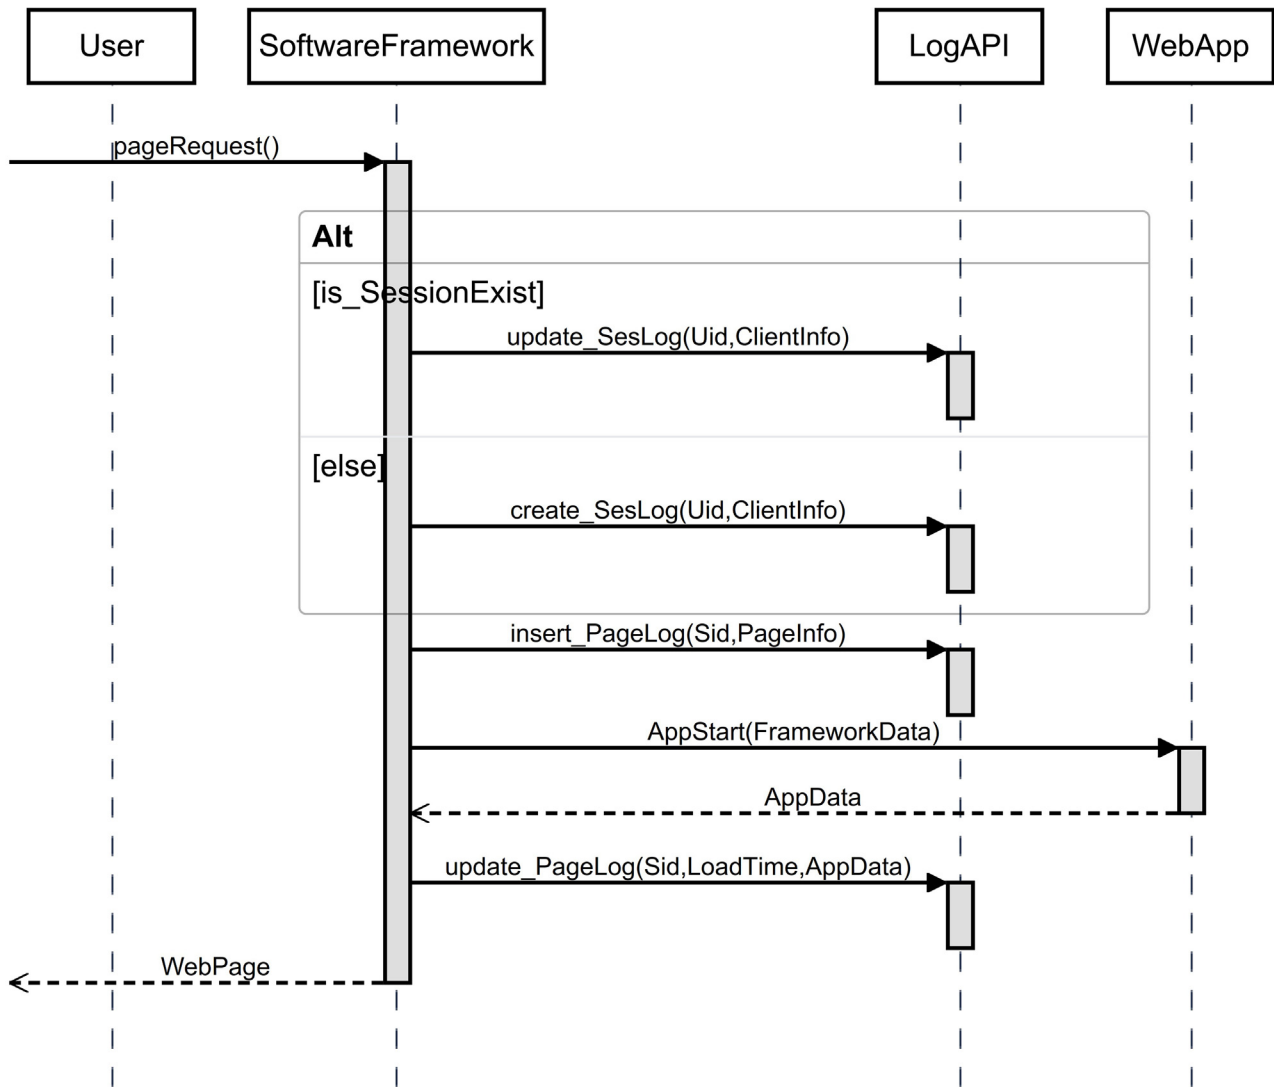 User
SoftwareFramework
LogAPI
WebApp
pageRequest()
Alt
[is_SessionExist]
update_SesLog(Uid,ClientInfo)
[else]
create_SesLog(Uid,ClientInfo)
insert_PageLog(Sid,PageInfo)
AppStart(FrameworkData)
AppData
update_PageLog(Sid,LoadTime,AppData)
WebPage